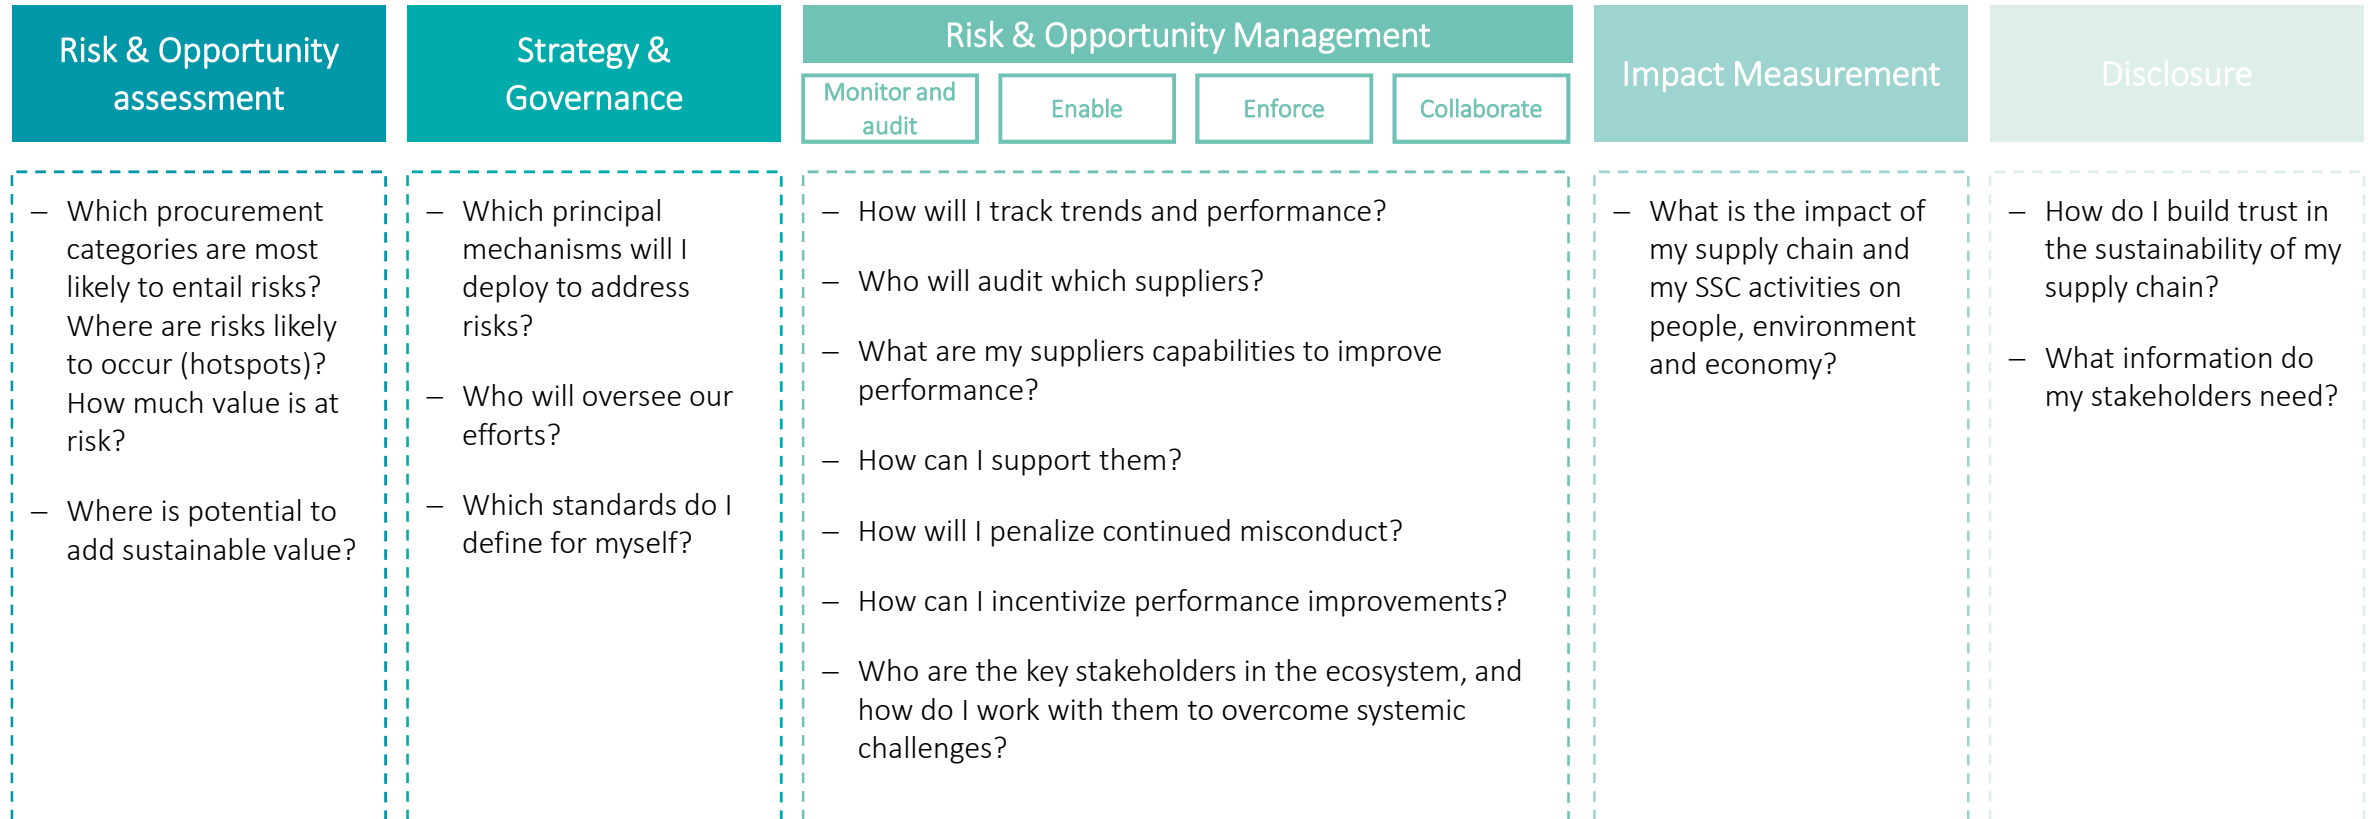 Risk & Opportunity
assessment
– Which procurement
categories are most
likely to entail risks?
Where are risks likely
to occur (hotspots)?
How much value is at
risk?
– Where is potential to
add sustainable value?
Strategy &
Governance
– Which principal
mechanisms will I
deploy to address
risks?
– Who will oversee our
efforts?
– Which standards do I
define for myself?
Risk & Opportunity Management
Monitor and
audit
Enable
Enforce
Collaborate
– How will I track trends and performance?
– Who will audit which suppliers?
– What are my suppliers capabilities to improve
performance?
– How can I support them?
– How will I penalize continued misconduct?
– How can I incentivize performance improvements?
– Who are the key stakeholders in the ecosystem, and
how do I work with them to overcome systemic
challenges?
Impact Measurement
– What is the impact of
my supply chain and
my SSC activities on
people, environment
and economy?
Disclosure
– How do I build trust in
the sustainability of my
supply chain?
– What information do
my stakeholders need?